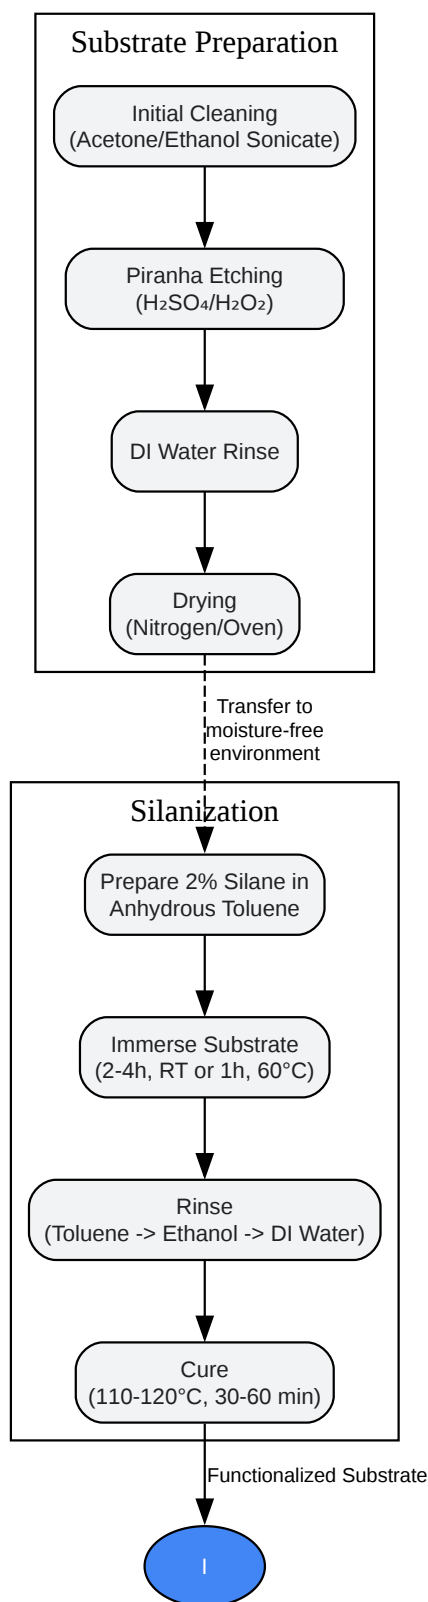 Substrate Preparation
Initial Cleaning
(Acetone/Ethanol Sonicate)
Piranha Etching
(H₂SO₄/H₂O₂)
DI Water Rinse
Drying
(Nitrogen/Oven)
Transfer to
moisture-free
environment
Silanization
Prepare 2% Silane in
Anhydrous Toluene
Immerse Substrate
(2-4h, RT or 1h, 60°C)
Rinse
(Toluene -> Ethanol -> DI Water)
Cure
(110-120°C, 30-60 min)
Functionalized Substrate
I